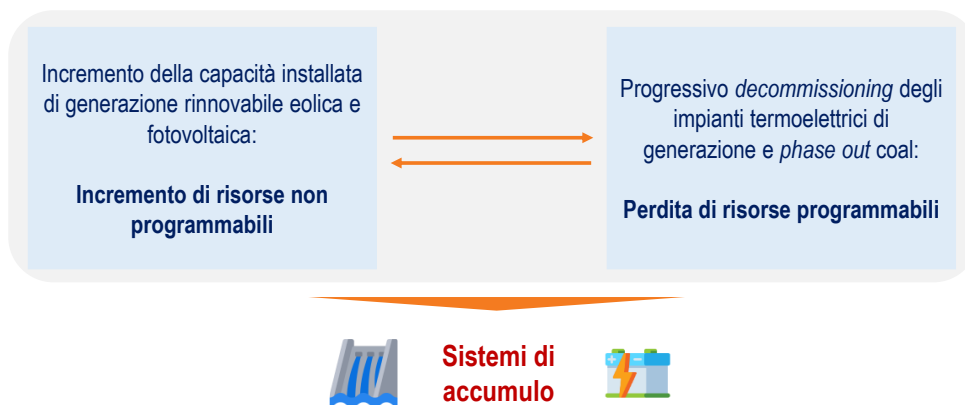 Incremento della capacità installata
di generazione rinnovabile eolica e
fotovoltaica:
Incremento di risorse non
programmabili
Progressivo decommissioning degli
impianti termoelettrici di
generazione e phase out coal:
Perdita di risorse programmabili
Sistemi di
accumulo